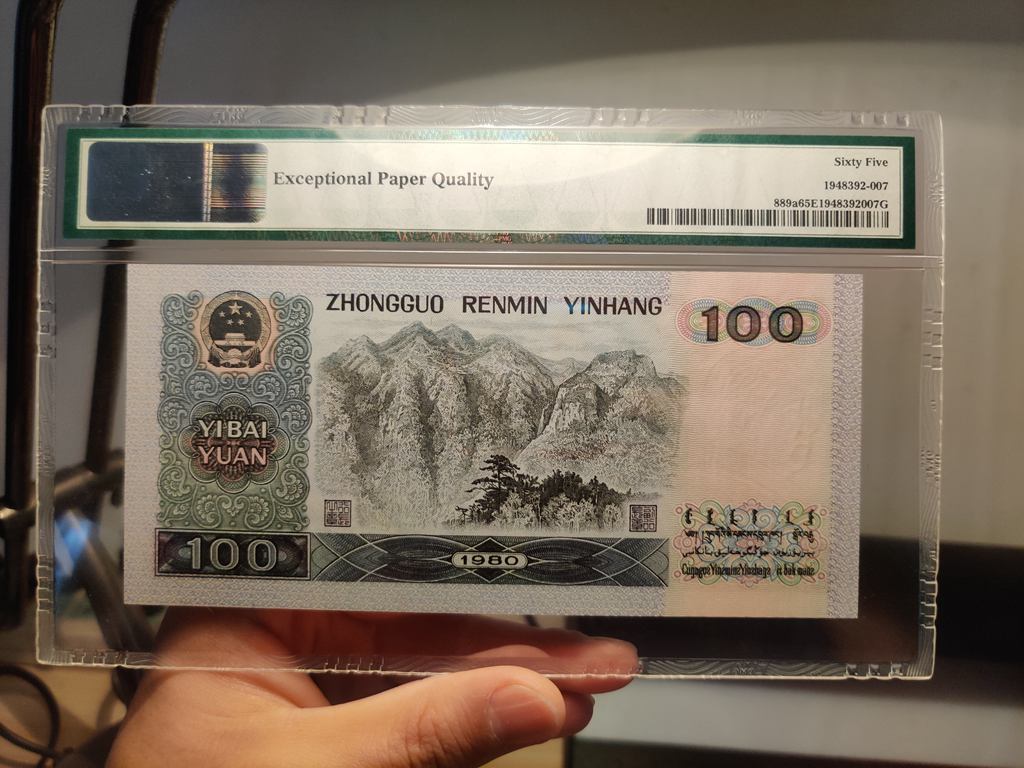 Exceptional Paper Quality
Sixty Five
1948392-007
889a65E1948392007G
ZHONGGUO RENMIN YINHANG
100
YIBAI
YUAN
100
1980